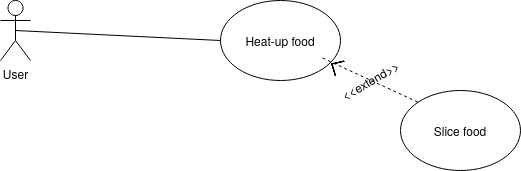 Heat-up food
User
<<extend>>
Slice food